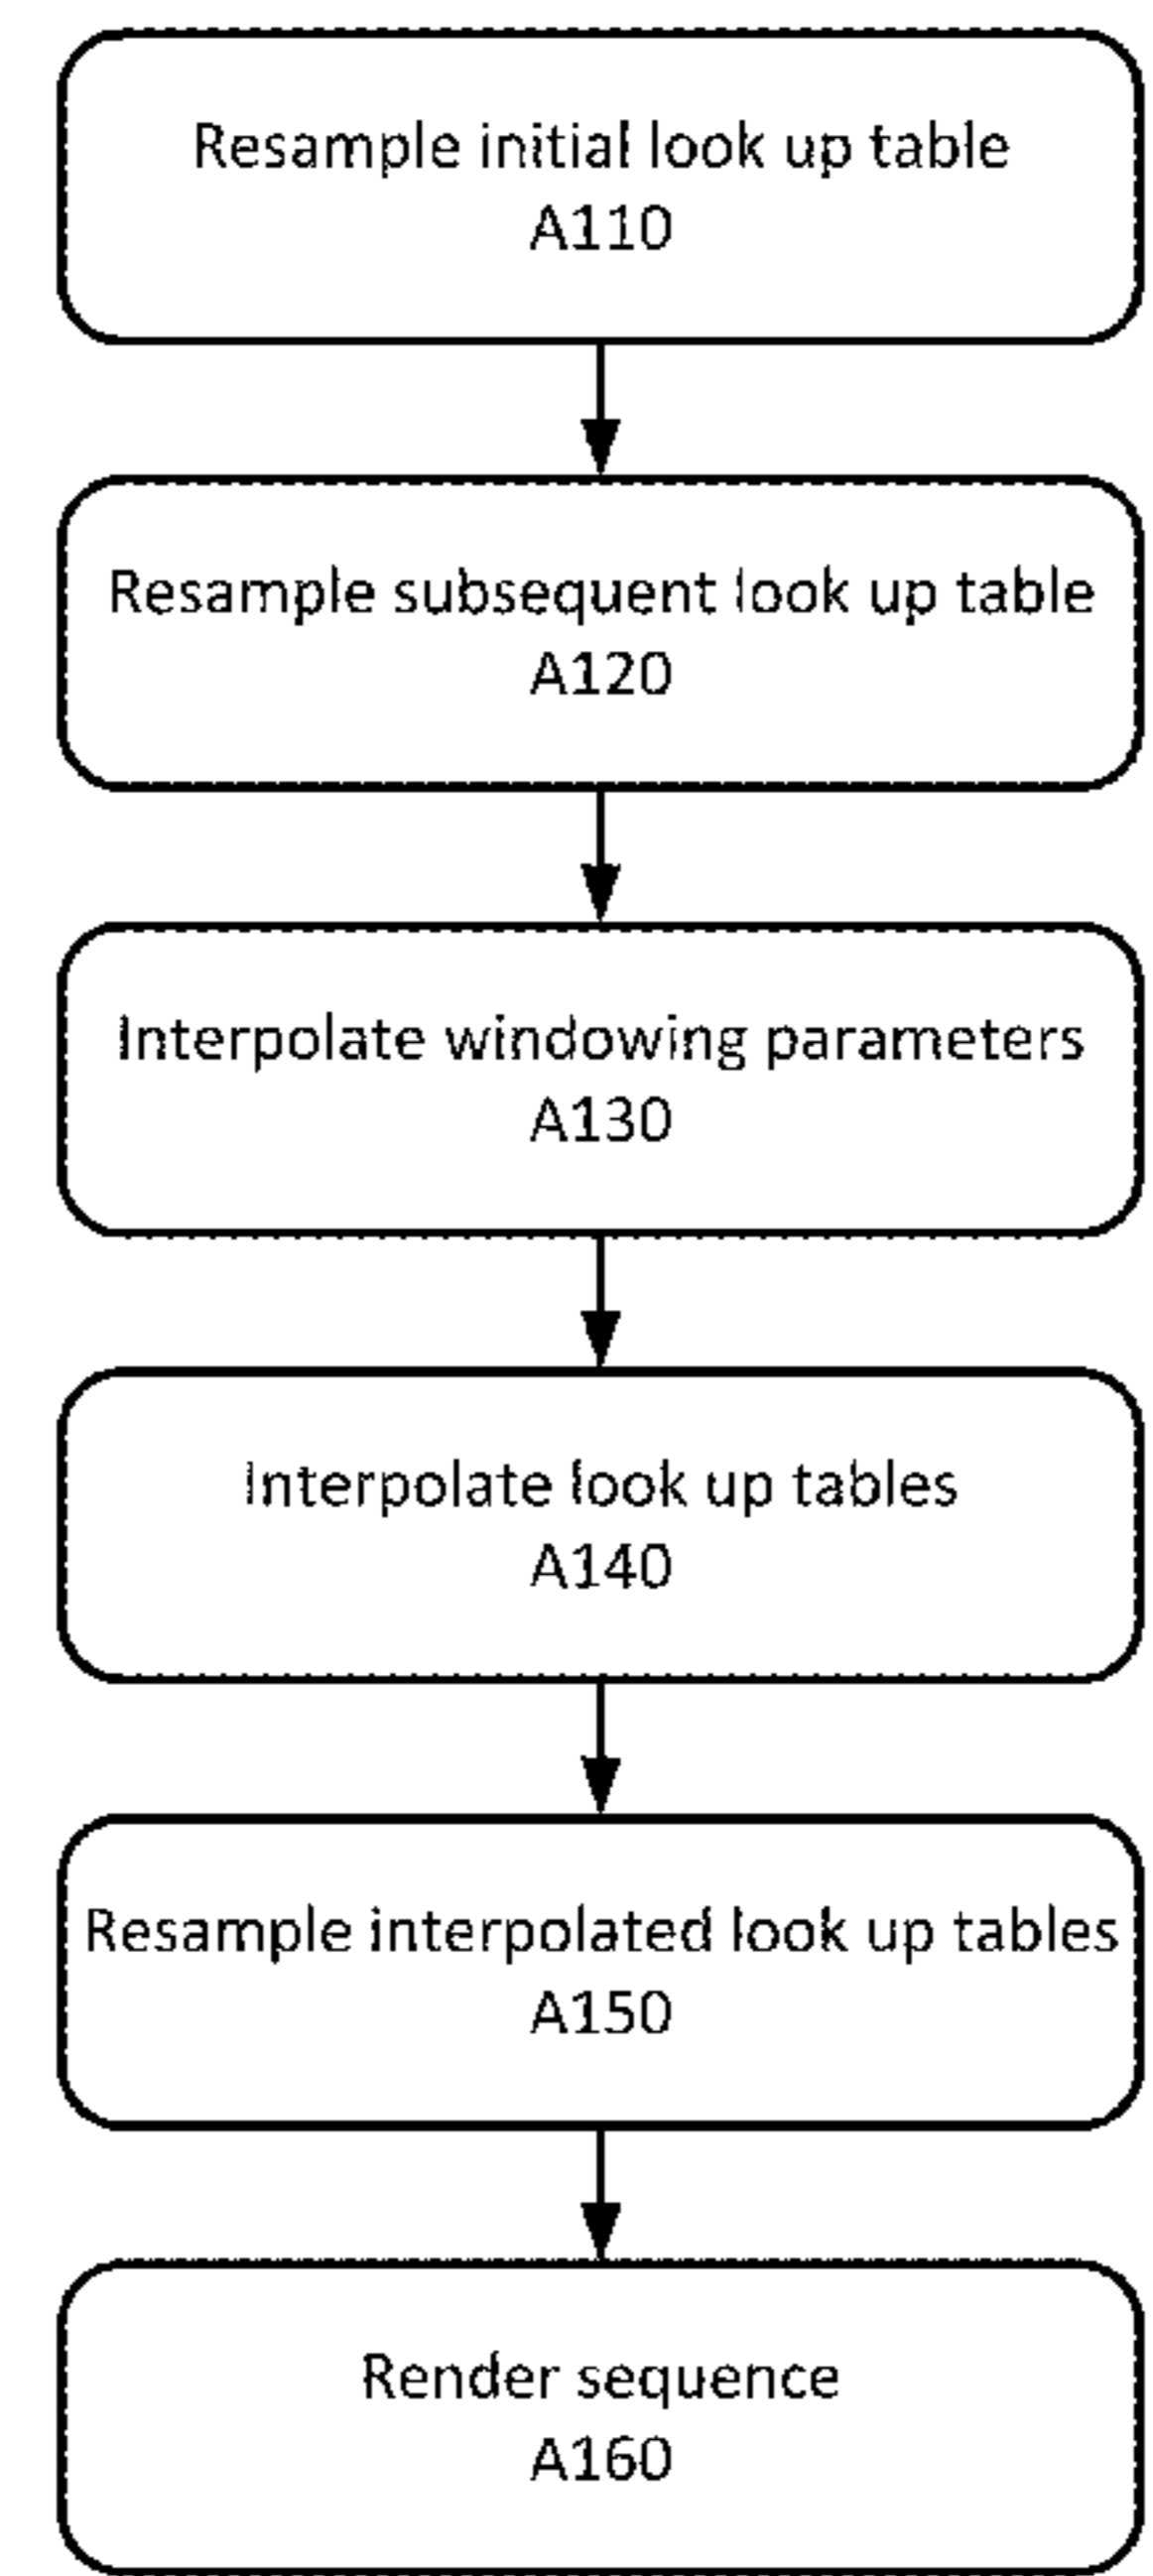 Resample initial look up table
A110
Resample subsequent look up table
A120
Interpolate windowing parameters
A130
Interpolate look up tables
A140
Resample interpolated look up tables
A150
Render sequence
A160